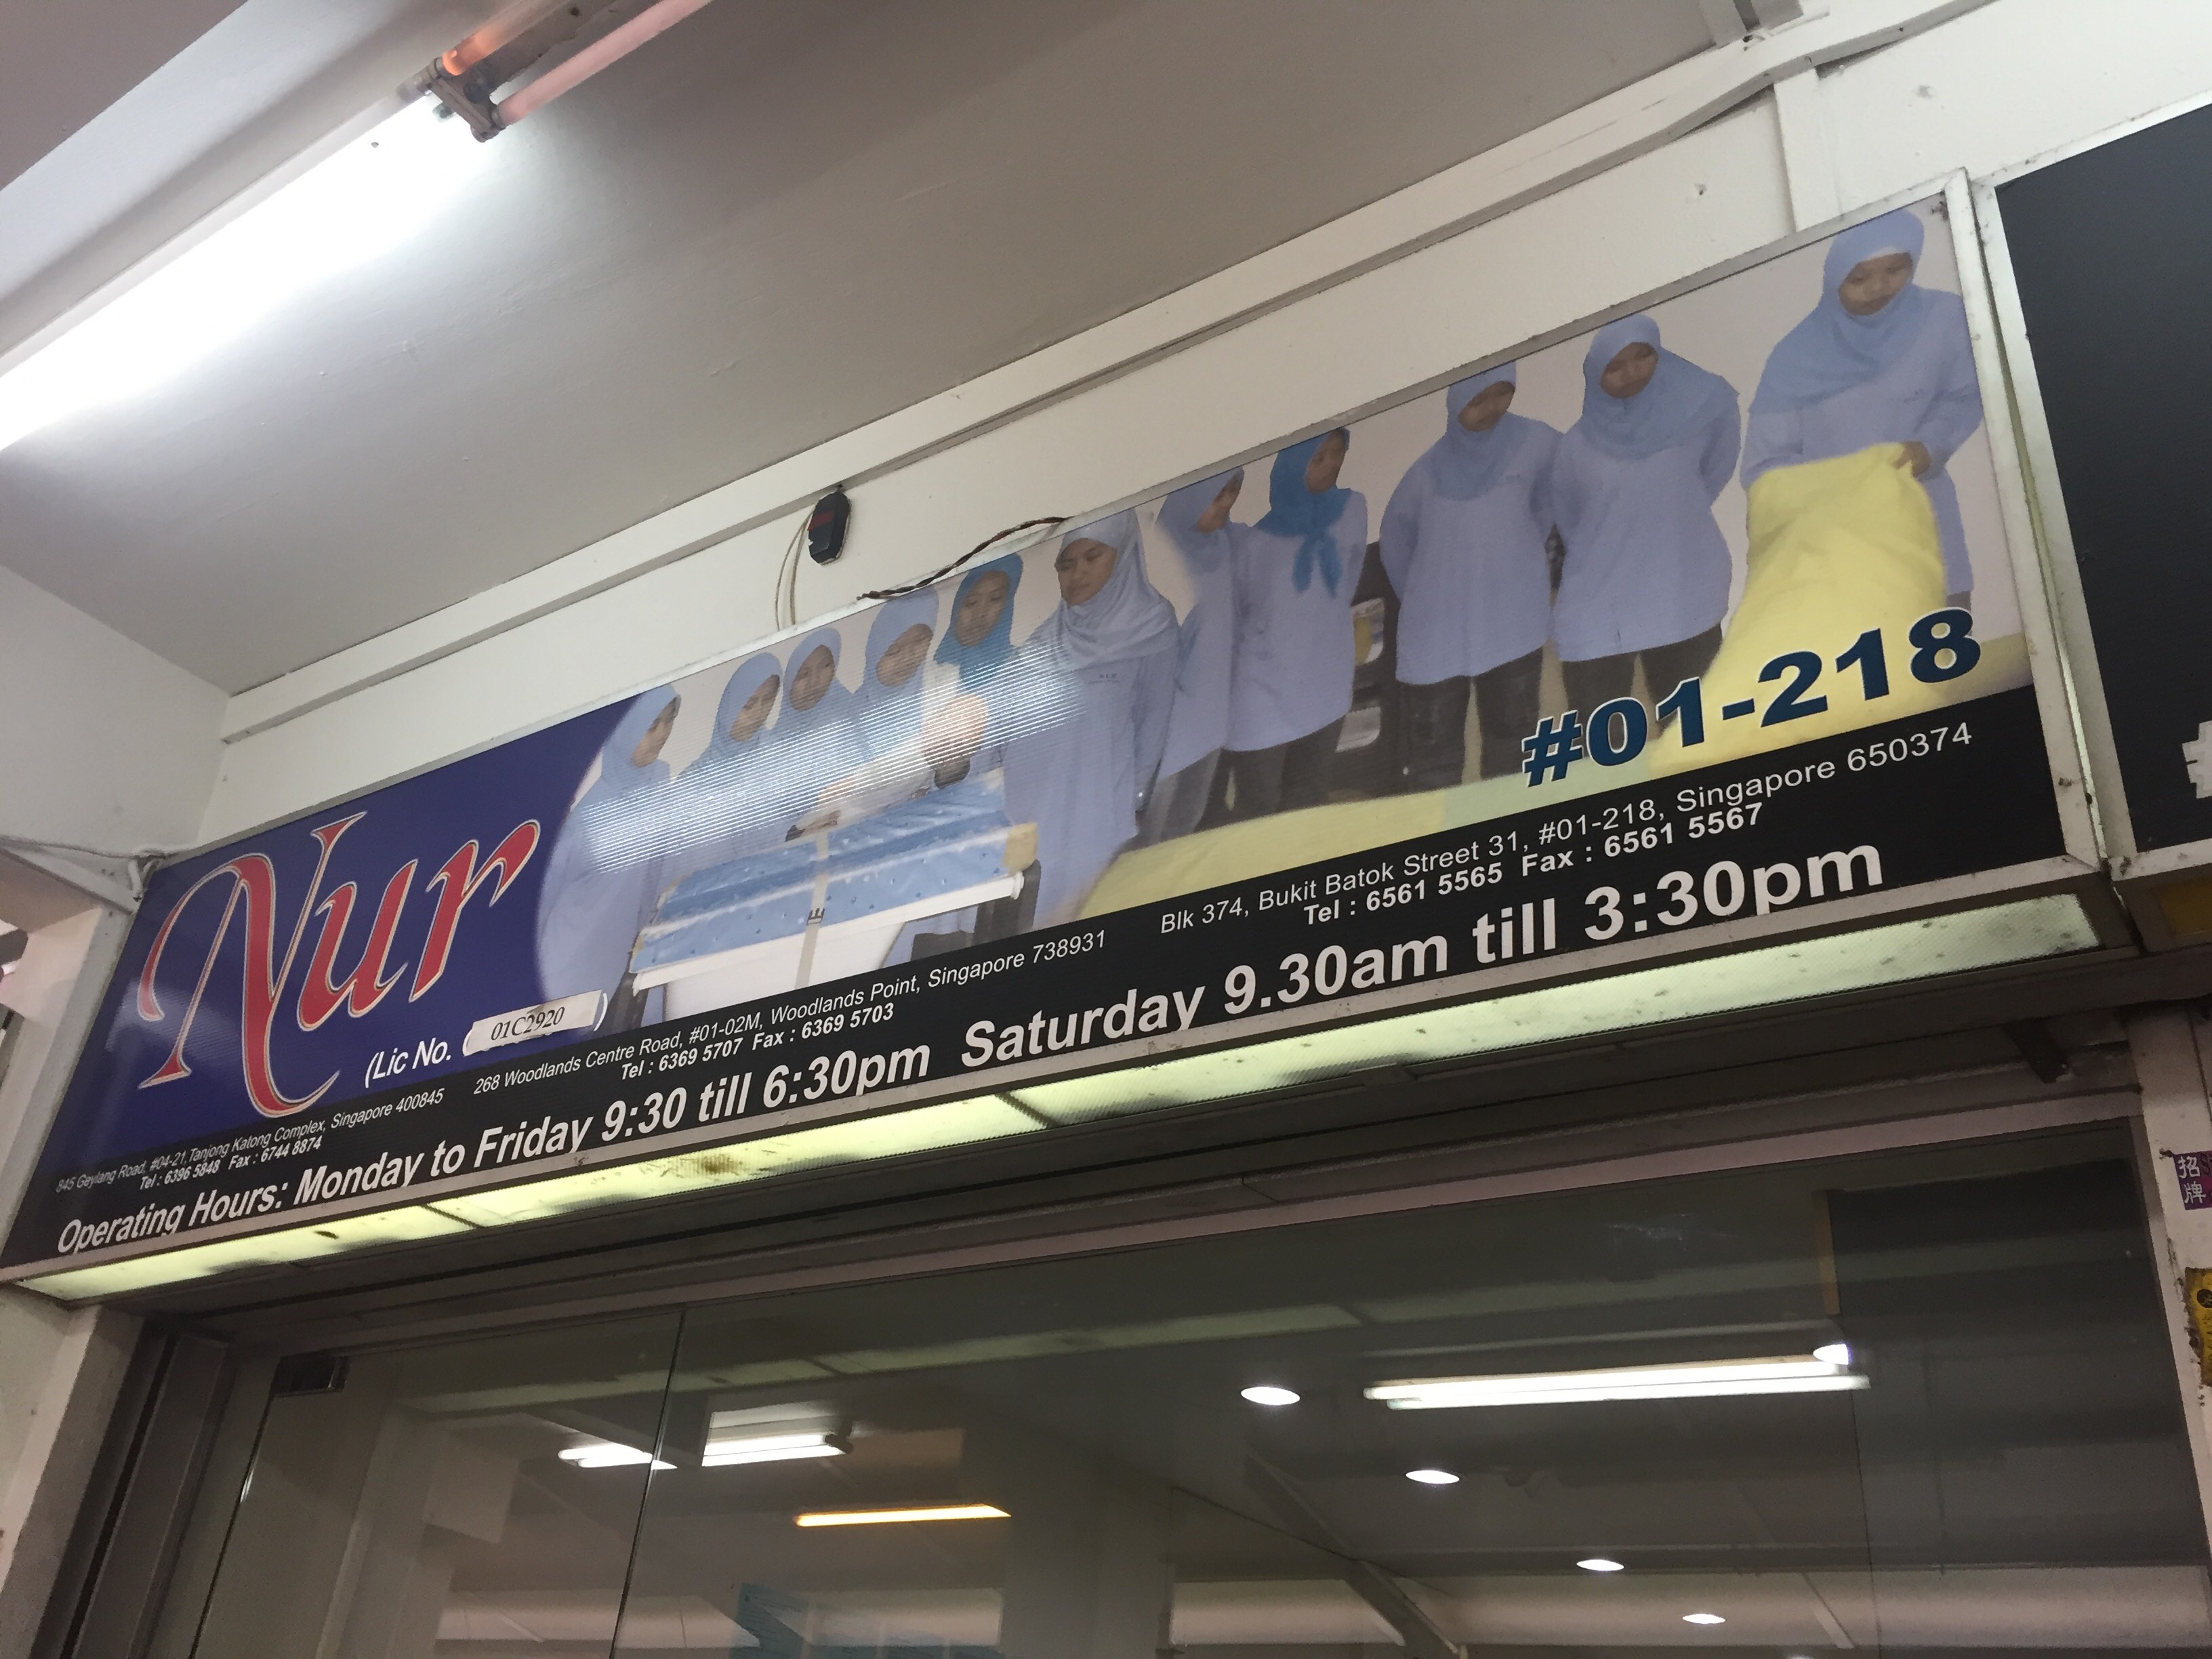 Nur
(Lic No. ( 01C2920 )
#01-218
845 Geylang Road, #04-21, Tanjong Katong Complex, Singapore 400845
Tel : 6396 5848 Fax : 6744 8874
268 Woodlands Centre Road, #01-02M, Woodlands Point, Singapore 738931
Tel : 6369 5707 Fax : 6369 5703
Blk 374, Bukit Batok Street 31, #01-218, Singapore 650374
Tel : 6561 5565 Fax : 6561 5567
Operating Hours: Monday to Friday 9:30 till 6:30pm Saturday 9.30am till 3:30pm
招
牌